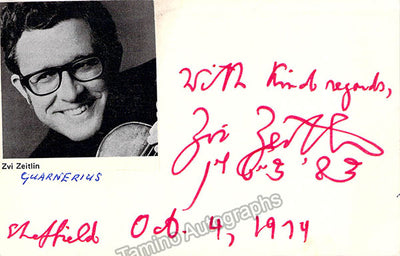 With kind regards,
Zvi Zeitlin
Zvi Zeitlin
GUARNERIUS
Sheffield Oct. 4, 1974
Tamino Autographs